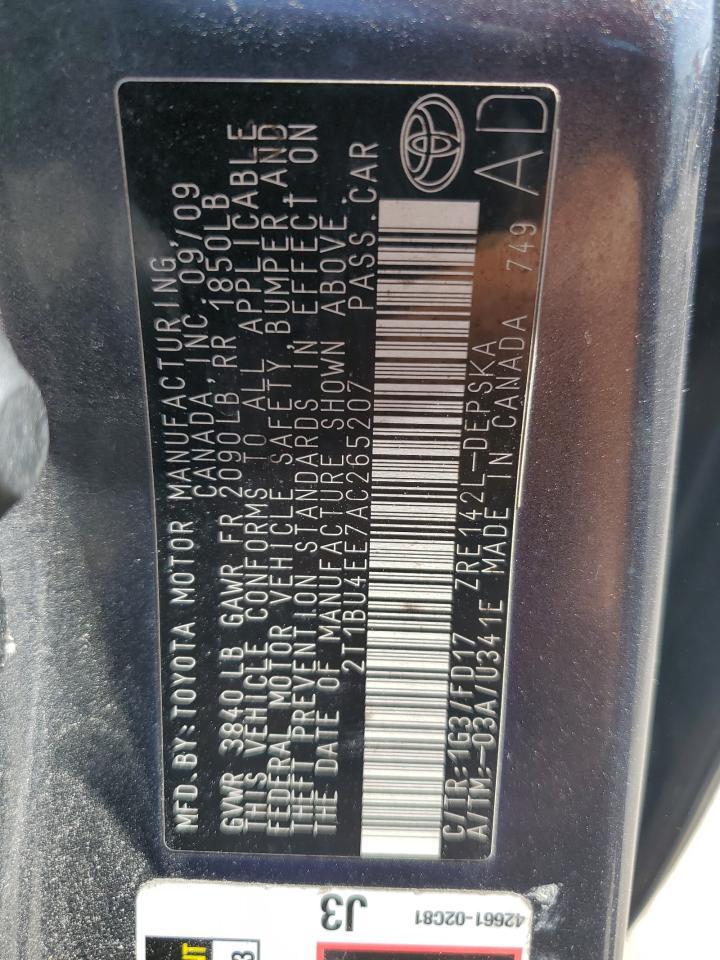 MFD. BY: TOYOTA MOTOR MANUFACTURING,
CANADA, INC. 09/09
GVWR 3840 LB GAWR FR 2090LB, RR 1850LB
THIS VEHICLE CONFORMS TO ALL APPLICABLE
FEDERAL MOTOR VEHICLE SAFETY, BUMPER AND
THEFT PREVENTION STANDARDS IN EFFECT ON
THE DATE OF MANUFACTURE SHOWN ABOVE.
2T1BU4EE7AC265207 PASS. CAR
C/TR: 1G3/FD17 ZRE142L-DEPSKA
A/TM: -03A/U341E MADE IN CANADA 749
AD
J3
42661-02C81